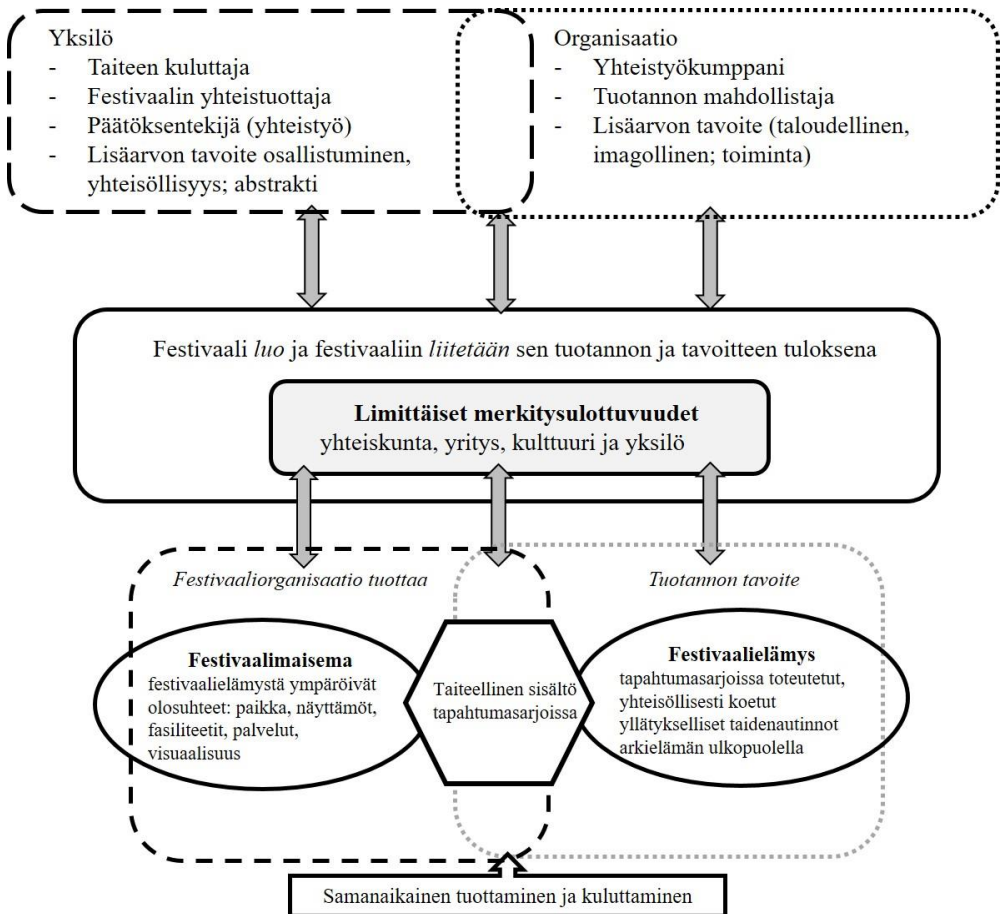 Yksilö
- Taiteen kuluttaja
- Festivaalin yhteistuottaja
- Päätöksentekijä (yhteistyö)
- Lisäarvon tavoite osallistuminen,
yhteisöllisyys; abstrakti
Organisaatio
- Yhteistyökumppani
- Tuotannon mahdollistaja
- Lisäarvon tavoite (taloudellinen,
imagollinen; toiminta)
Festivaali luo ja festivaaliin liitetään sen tuotannon ja tavoitteen tuloksena
Limittäiset merkitysulottuvuudet
yhteiskunta, yritys, kulttuuri ja yksilö
Festivaaliorganisaatio tuottaa
Tuotannon tavoite
Festivaalimaisema
festivaalielämystä ympäröivät
olosuhteet: paikka, näyttämöt,
fasiliteetit, palvelut,
visuaalisuus
Taiteellinen sisältö
tapahtumasarjoissa
Festivaalielämys
tapahtumasarjoissa toteutetut,
yhteisöllisesti koetut
yllätykselliset taidenautinnot
arkielämän ulkopuolella
Samanaikainen tuottaminen ja kuluttaminen